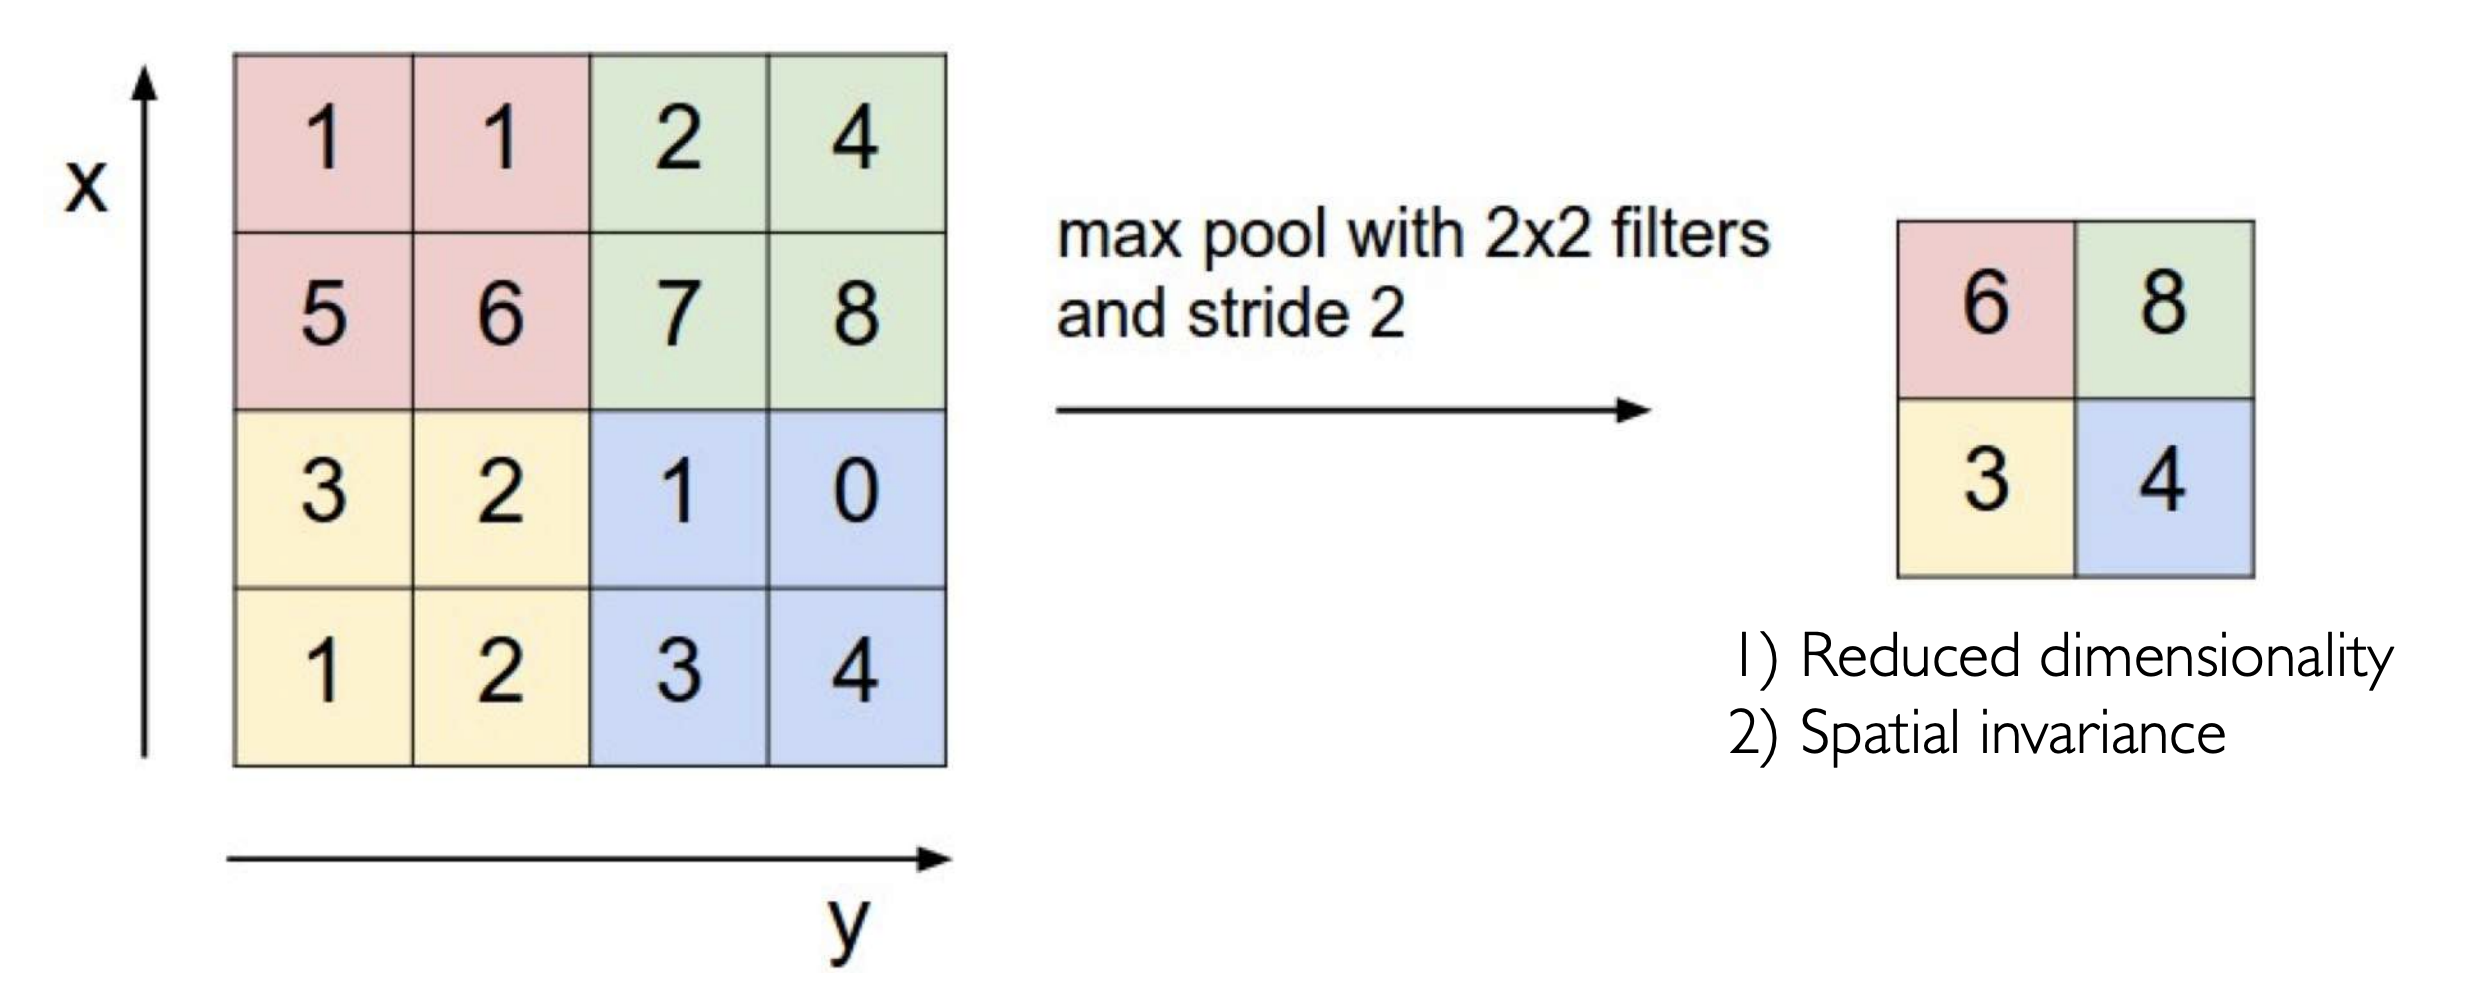 x
1 1 2 4
5 6 7 8
3 2 1 0
1 2 3 4
y
max pool with 2x2 filters
and stride 2
6 8
3 4
1) Reduced dimensionality
2) Spatial invariance